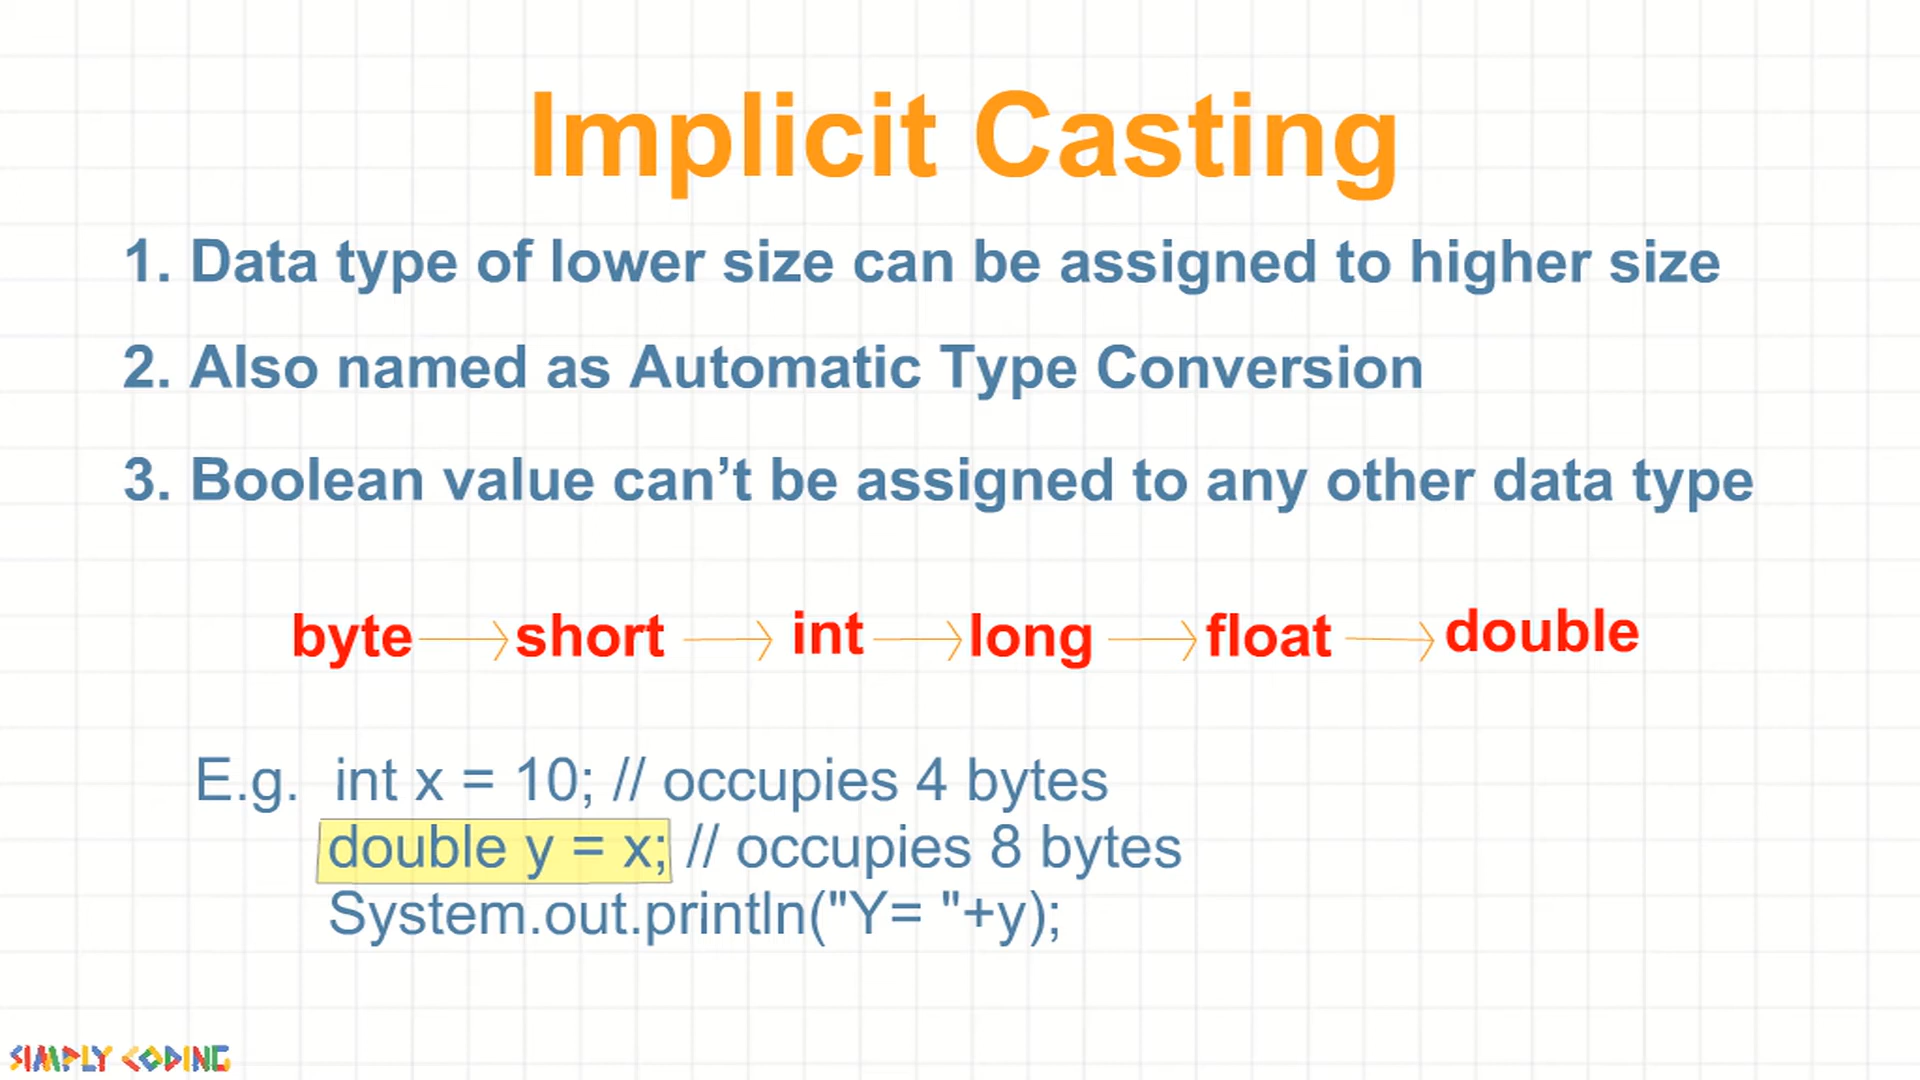 Implicit Casting
1. Data type of lower size can be assigned to higher size
2. Also named as Automatic Type Conversion
3. Boolean value can’t be assigned to any other data type
byte short int long float double
E.g. int x = 10; // occupies 4 bytes
double y = x; // occupies 8 bytes
System.out.println("Y= "+y);
SIMPLY CODING